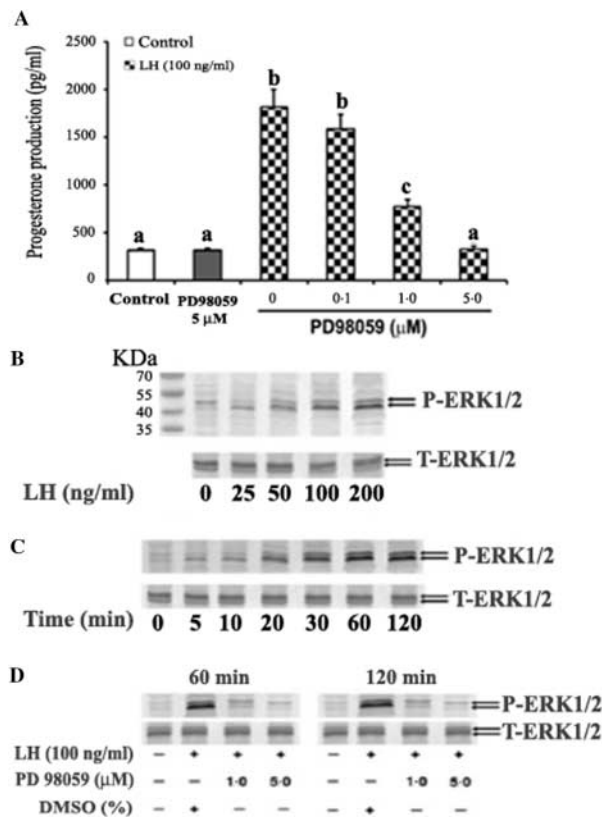 A
Progesterone production (pg/ml)
2500
2000
1500
1000
500
0
Control
LH (100 ng/ml)
a
a
b
b
c
a
Control
PD98059
5 μM
0
0·1
1·0
5·0
PD98059 (μM)
B
KDa
70
55
40
35
P-ERK1/2
T-ERK1/2
LH (ng/ml)
0 25 50 100 200
C
P-ERK1/2
T-ERK1/2
Time (min)
0 5 10 20 30 60 120
D
60 min
120 min
P-ERK1/2
T-ERK1/2
LH (100 ng/ml) – + + + – + + +
PD 98059 (μM) – – 1·0 5·0 – – 1·0 5·0
DMSO (%) – + – – – + – –